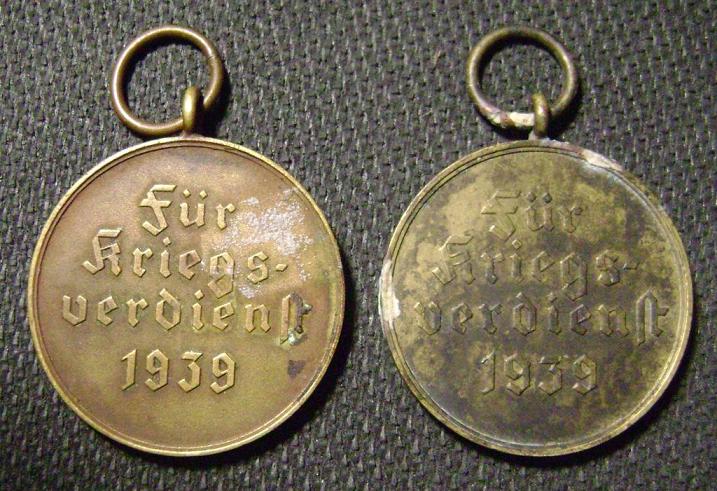 Für
Kriegs-
verdienst
1939
Für
Kriegs-
verdienst
1939